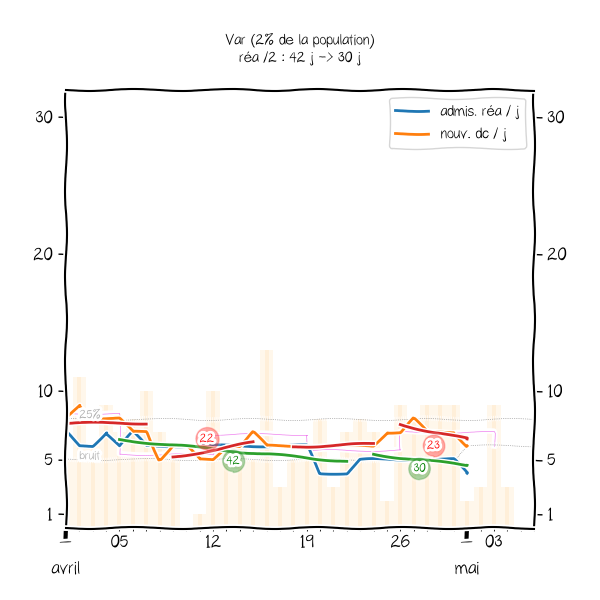 Var (2% de la population)
réa /2 : 42 j -> 30 j
admis. réa / j
nouv. dc / j
30
30
20
20
10
10
25%
22
23
5
bruit
42
30
5
1
1
05
12
19
26
03
avril
mai